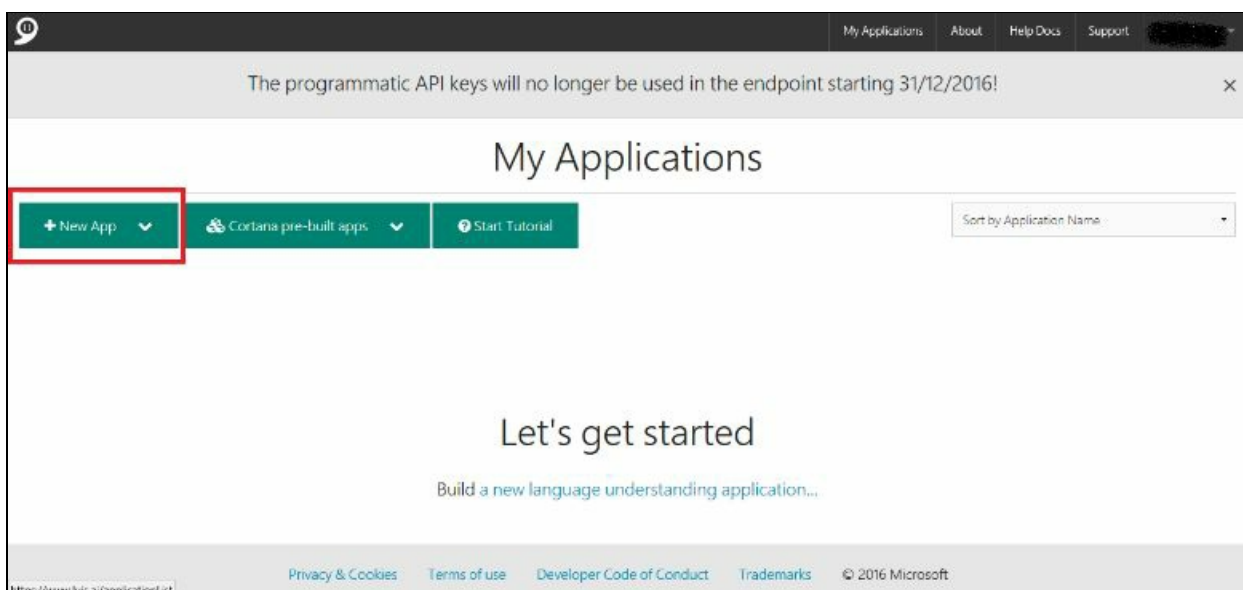 My Applications About Help Docs Support
The programmatic API keys will no longer be used in the endpoint starting 31/12/2016! ×
My Applications
New App Cortana pre-built apps Start Tutorial Sort by Application Name
Let's get started
Build a new language understanding application...
Privacy & Cookies Terms of use Developer Code of Conduct Trademarks © 2016 Microsoft